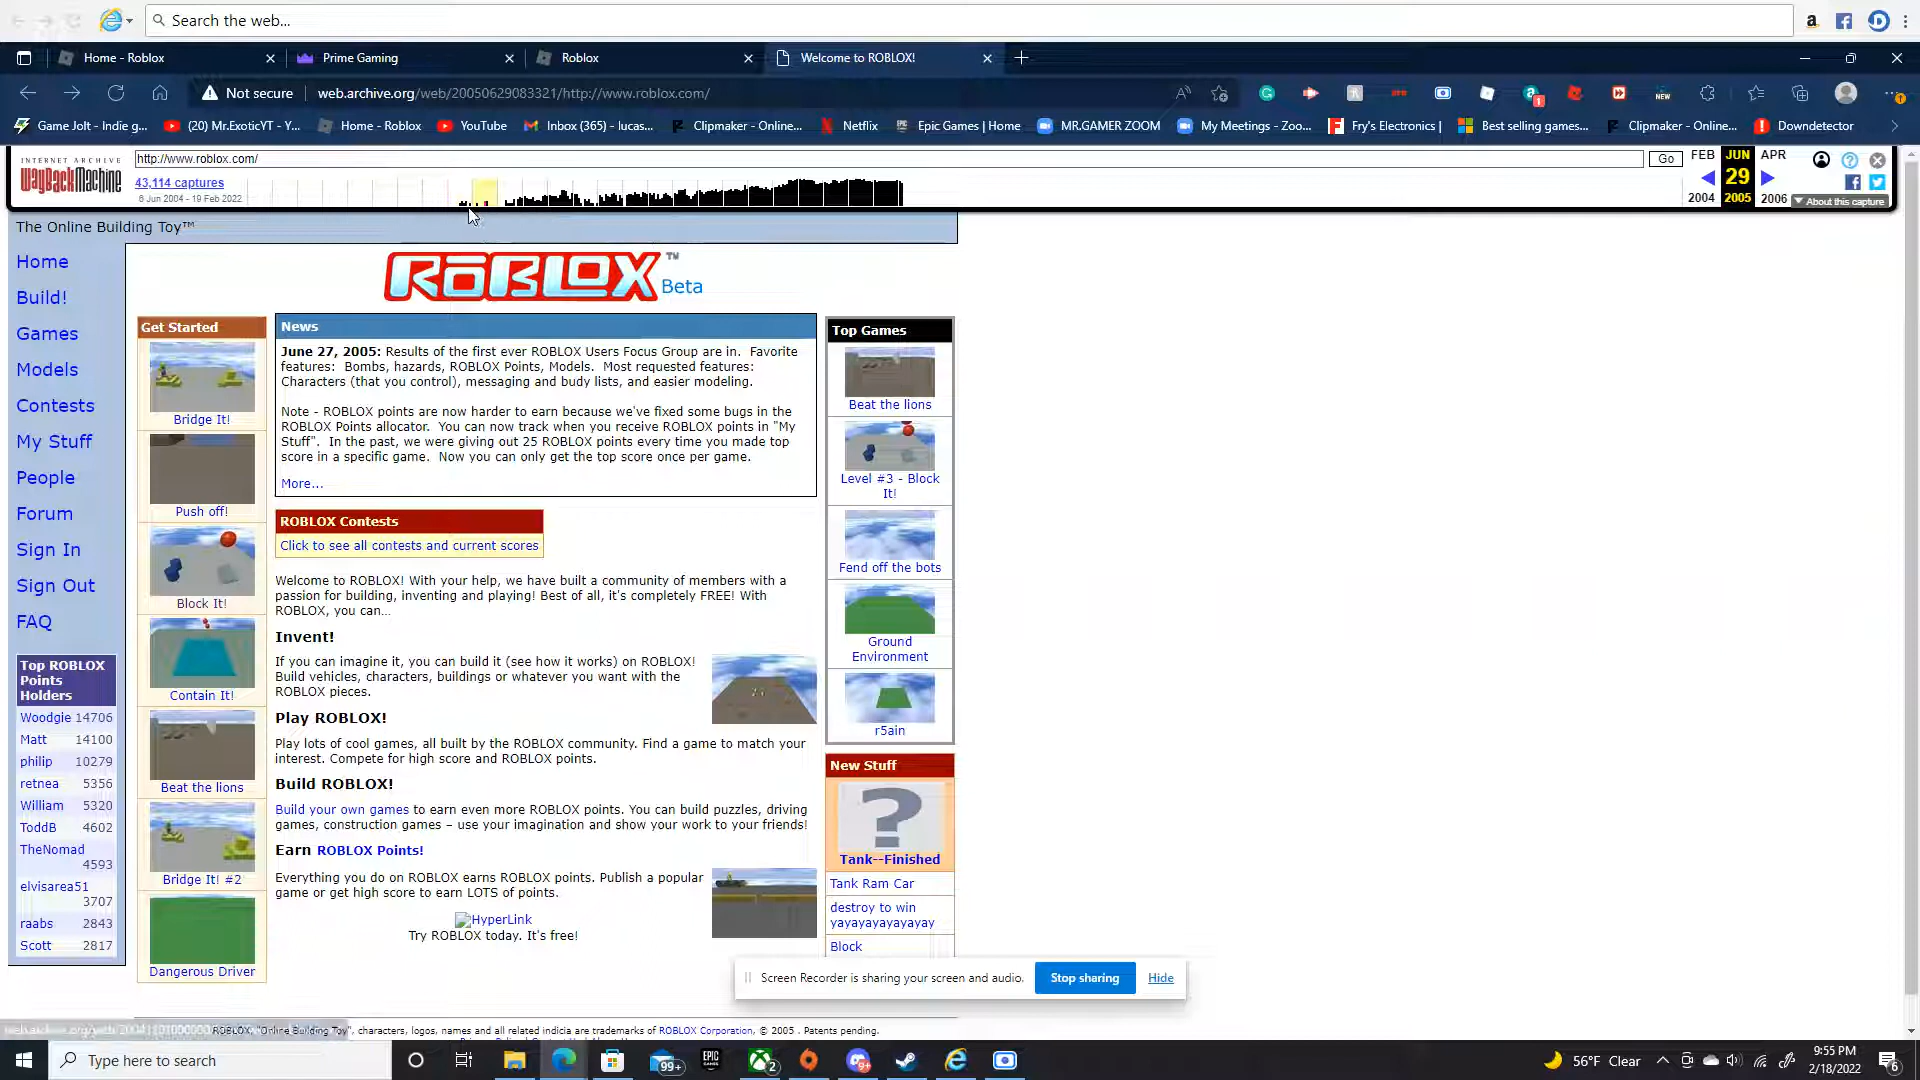 Search the web...
Home - Roblox
Prime Gaming
Roblox
Welcome to ROBLOX!
Not secure
web.archive.org/web/20050629083321/http://www.roblox.com/
Game Jolt - Indie g...
(20) Mr.ExoticYT - Y...
Home - Roblox
YouTube
Inbox (365) - lucas...
Clipmaker - Online...
Netflix
Epic Games | Home
MR.GAMER ZOOM
My Meetings - Zoo...
Fry's Electronics |
Best selling games...
Clipmaker - Online...
Downdetector
INTERNET ARCHIVE
WayBackMachine
http://www.roblox.com/
Go
FEB
JUN
APR
43,114 captures
29
6 Jun 2004 - 19 Feb 2022
2004
2005
2006
About this capture
The Online Building Toy™
Home
Build!
Games
Models
Contests
My Stuff
People
Forum
Sign In
Sign Out
FAQ
Top ROBLOX
Points
Holders
Woodgie 14706
Matt 14100
philip 10279
retnea 5356
William 5320
ToddB 4602
TheNomad
4593
elvisarea51
3707
raabs 2843
Scott 2817
ROBLOX™ Beta
Get Started
Bridge It!
Push off!
Block It!
Contain It!
Beat the lions
Bridge It! #2
Dangerous Driver
News
June 27, 2005: Results of the first ever ROBLOX Users Focus Group are in. Favorite
features: Bombs, hazards, ROBLOX Points, Models. Most requested features:
Characters (that you control), messaging and budy lists, and easier modeling.
Note - ROBLOX points are now harder to earn because we've fixed some bugs in the
ROBLOX Points allocator. You can now track when you receive ROBLOX points in "My
Stuff". In the past, we were giving out 25 ROBLOX points every time you made top
score in a specific game. Now you can only get the top score once per game.
More...
ROBLOX Contests
Click to see all contests and current scores
Welcome to ROBLOX! With your help, we have built a community of members with a
passion for building, inventing and playing! Best of all, it's completely FREE! With
ROBLOX, you can...
Invent!
If you can imagine it, you can build it (see how it works) on ROBLOX!
Build vehicles, characters, buildings or whatever you want with the
ROBLOX pieces.
Play ROBLOX!
Play lots of cool games, all built by the ROBLOX community. Find a game to match your
interest. Compete for high score and ROBLOX points.
Build ROBLOX!
Build your own games to earn even more ROBLOX points. You can build puzzles, driving
games, construction games – use your imagination and show your work to your friends!
Earn ROBLOX Points!
Everything you do on ROBLOX earns ROBLOX points. Publish a popular
game or get high score to earn LOTS of points.
HyperLink
Try ROBLOX today. It's free!
Top Games
Beat the lions
Level #3 - Block
It!
Fend off the bots
Ground
Environment
r5ain
New Stuff
Tank--Finished
Tank Ram Car
destroy to win
yayayayayayayay
Block
Screen Recorder is sharing your screen and audio.
Stop sharing
Hide
ROBLOX, "Online Building Toy", characters, logos, names and all related indicia are trademarks of ROBLOX Corporation, © 2005 . Patents pending.
Type here to search
99+
EPIC
GAMES
2
56°F Clear
9:55 PM
2/18/2022
6